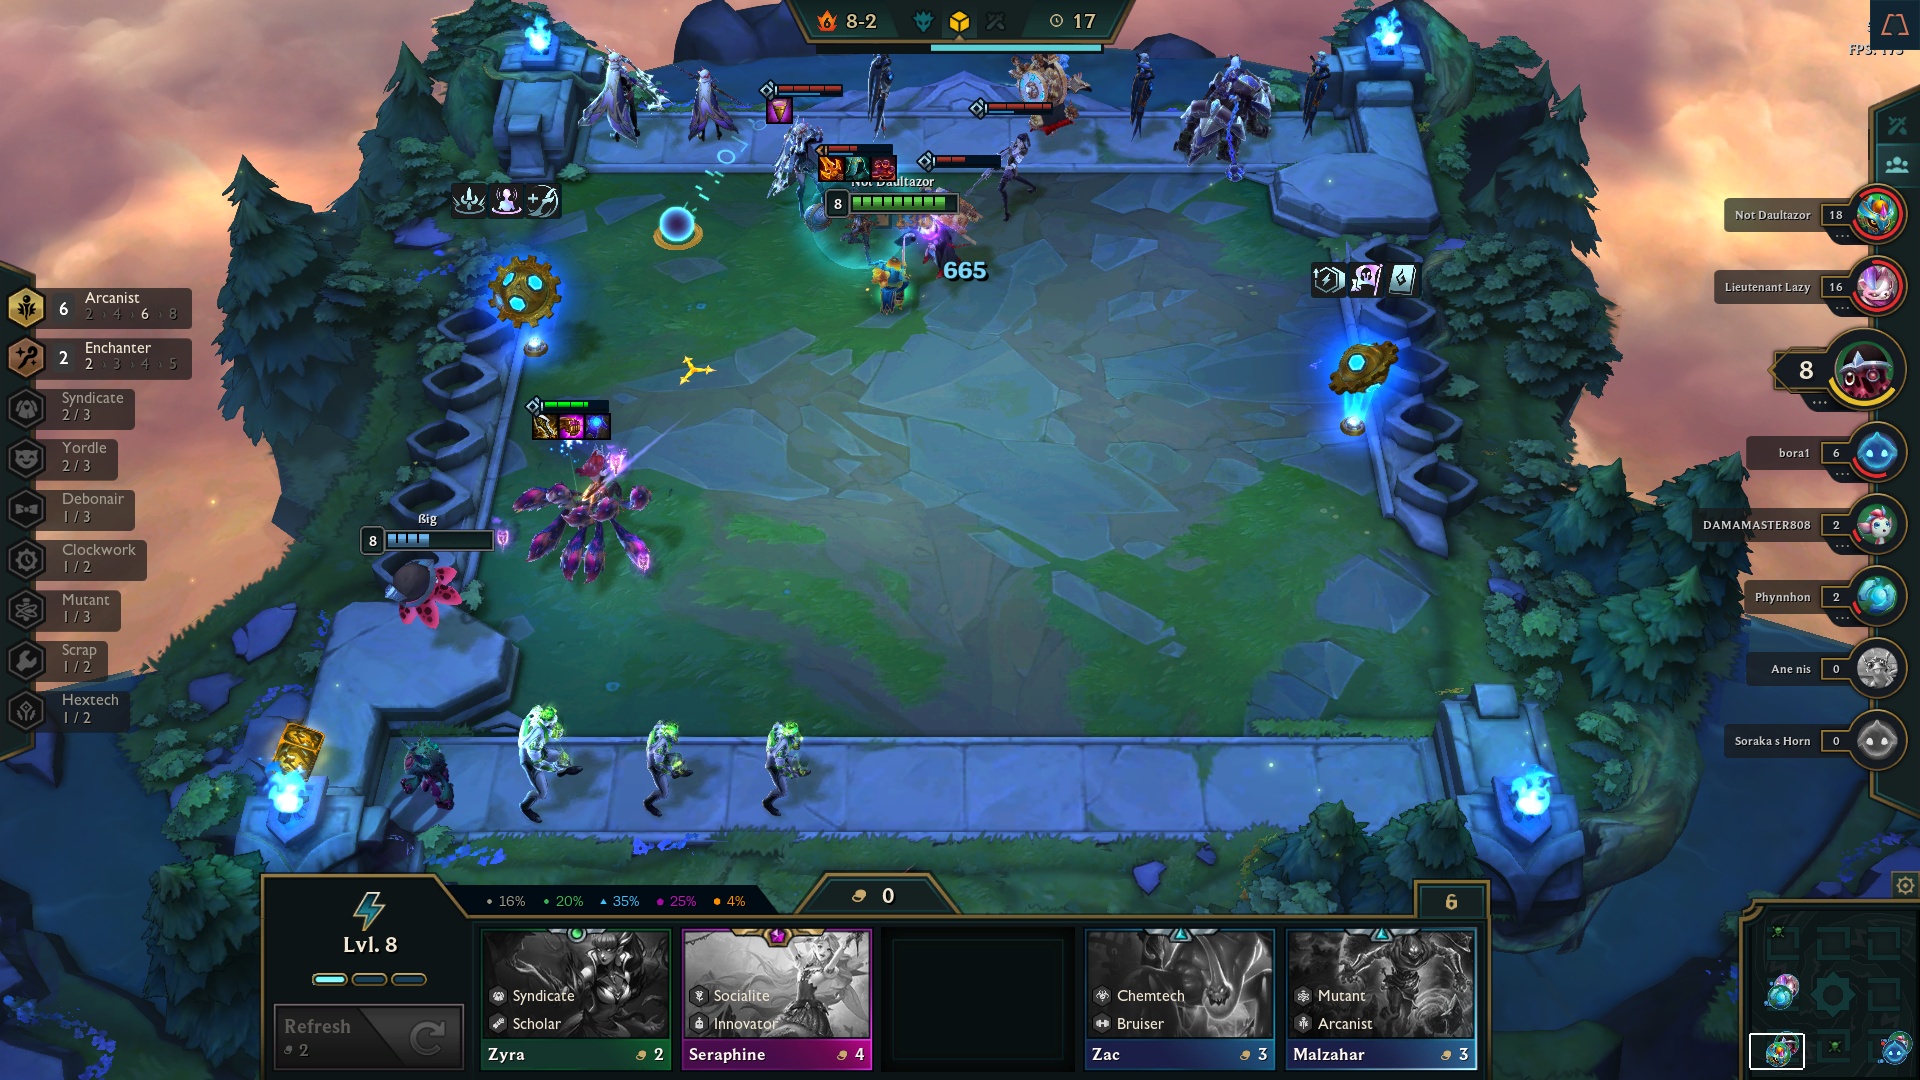 8-2
17
FPS: 175
Not Daultazor
8
665
ßig
8
6
Arcanist
2 › 4 › 6 › 8
2
Enchanter
2 › 3 › 4 › 5
Syndicate
2 / 3
Yordle
2 / 3
Debonair
1 / 3
Clockwork
1 / 2
Mutant
1 / 3
Scrap
1 / 2
Hextech
1 / 2
Not Daultazor 18
Lieutenant Lazy 16
8
bora1 6
DAMAMASTER808 2
Phynnhon 2
Ane nis 0
Soraka s Horn 0
Lvl. 8
16% 20% 35% 25% 4%
0
6
Refresh
2
Syndicate
Scholar
Zyra 2
Socialite
Innovator
Seraphine 4
Chemtech
Bruiser
Zac 3
Mutant
Arcanist
Malzahar 3